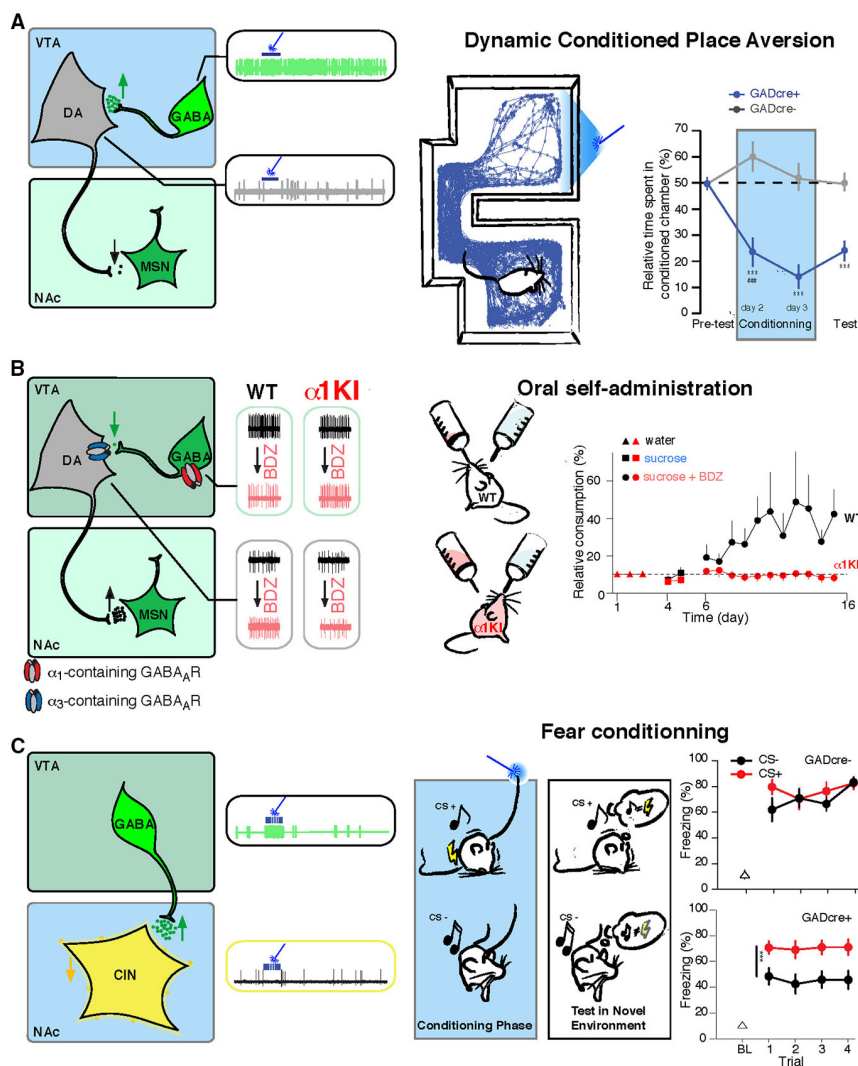 A
VTA
DA
GABA
MSN
NAc
Dynamic Conditioned Place Aversion
GADcre+
GADcre-
Relative time spent in
conditioned chamber (%)
70
60
50
40
30
20
10
0
***
###
***
***
day 2
day 3
Pre-test
Conditionning
Test
B
VTA
DA
GABA
MSN
NAc
WT
α1KI
BDZ
BDZ
BDZ
BDZ
α1-containing GABAAR
α3-containing GABAAR
Oral self-administration
WT
α1KI
water
sucrose
sucrose + BDZ
Relative consumption (%)
60
40
20
0
WT
α1KI
1
4
6
16
Time (day)
C
VTA
GABA
CIN
NAc
Fear conditionning
CS +
CS -
Conditioning Phase
CS +
CS -
Test in Novel
Environment
CS-
CS+
GADcre-
Freezing (%)
100
80
60
40
20
0
GADcre+
Freezing (%)
100
80
60
40
20
0
***
BL
1
2
3
4
Trial